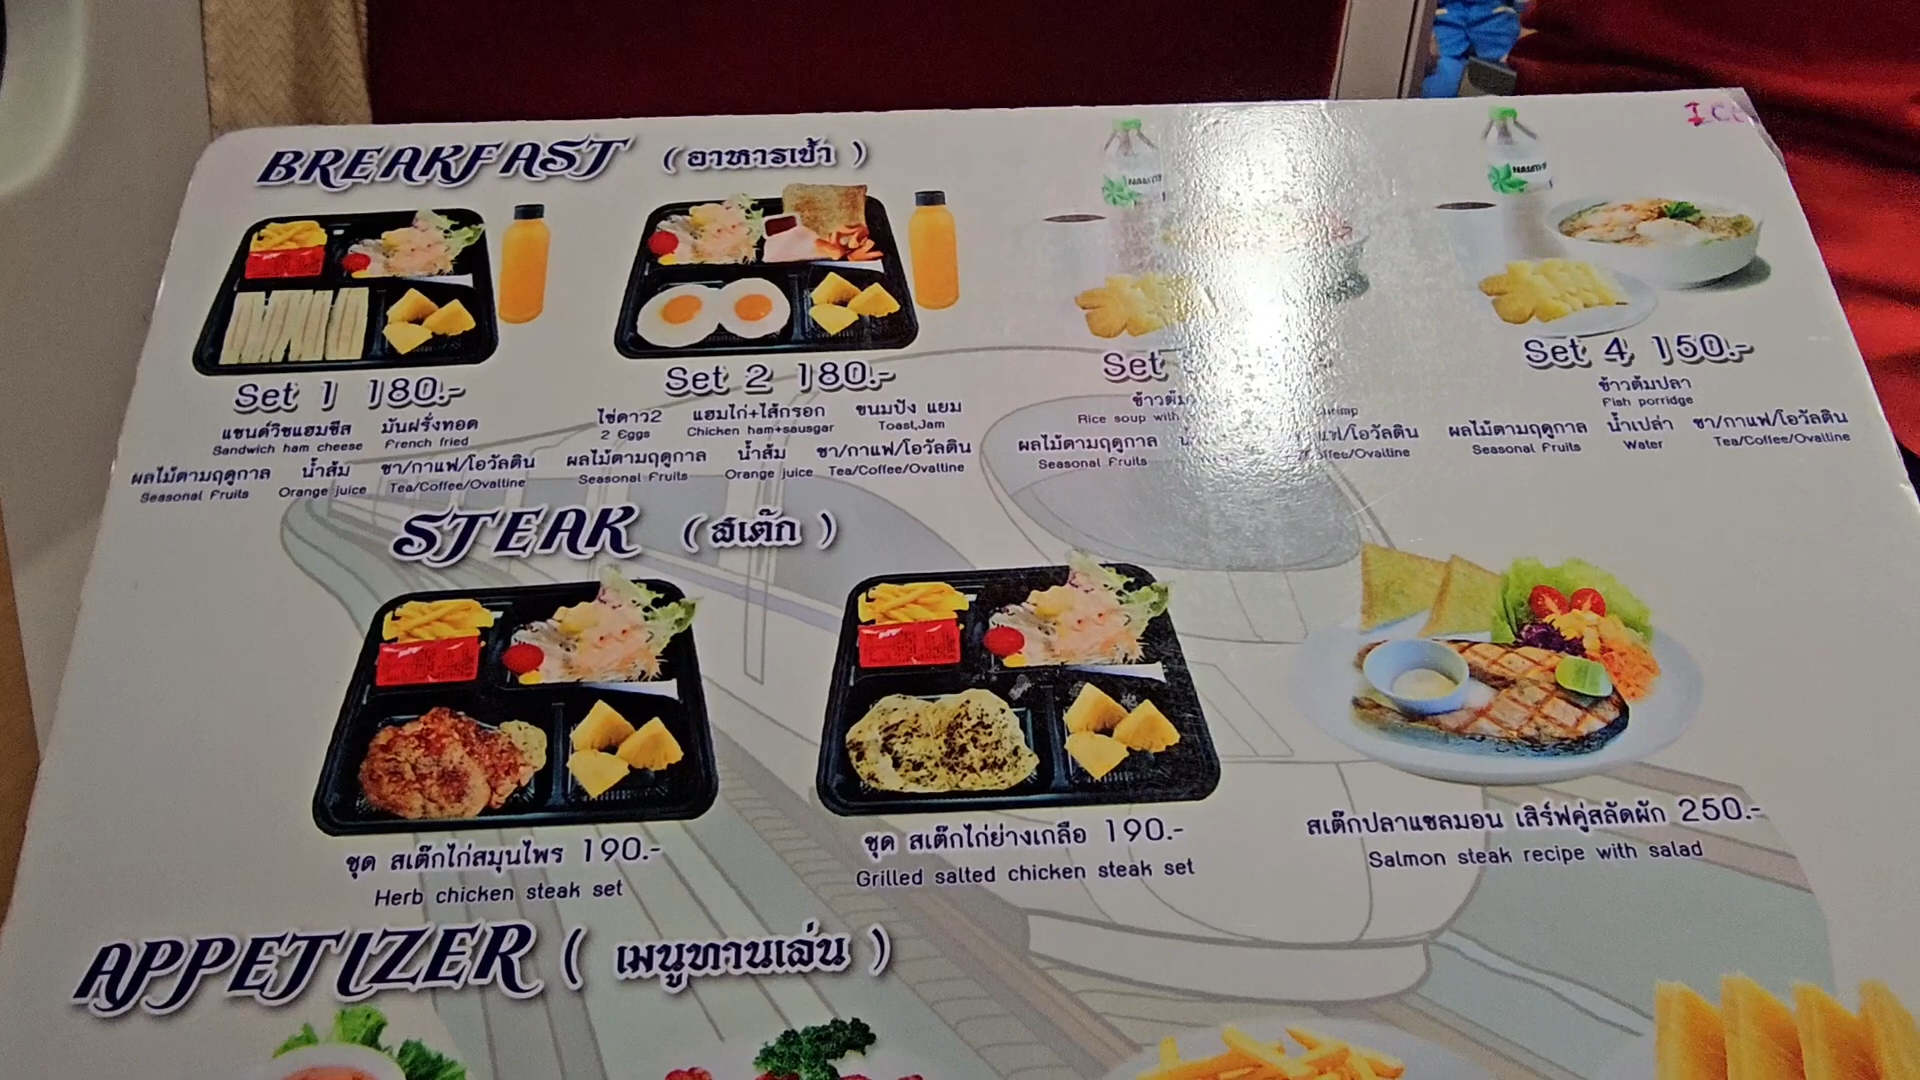 BREAKFAST ( อาหารเช้า )
Set 1 180.-
แซนด์วิชแฮมชีส มันฝรั่งทอด
Sandwich ham cheese French fried
ผลไม้ตามฤดูกาล น้ำส้ม ชา/กาแฟ/โอวัลติน
Seasonal Fruits Orange juice Tea/Coffee/Ovaltine
Set 2 180.-
ไข่ดาว2 แฮมไก่+ไส้กรอก ขนมปัง แยม
2 Eggs Chicken ham+sausgar Toast,Jam
ผลไม้ตามฤดูกาล น้ำส้ม ชา/กาแฟ/โอวัลติน
Seasonal Fruits Orange juice Tea/Coffee/Ovaltine
Set
ข้าวต้ม
Rice soup with
ผลไม้ตามฤดูกาล /โอวัลติน
Seasonal Fruits /Ovaltine
Set 4 150.-
ข้าวต้มปลา
Fish porridge
ผลไม้ตามฤดูกาล น้ำเปล่า ชา/กาแฟ/โอวัลติน
Seasonal Fruits Water Tea/Coffee/Ovaltine
STEAK ( สเต๊ก )
ชุด สเต๊กไก่สมุนไพร 190.-
Herb chicken steak set
ชุด สเต๊กไก่ย่างเกลือ 190.-
Grilled salted chicken steak set
สเต๊กปลาแซลมอน เสิร์ฟคู่สลัดผัก 250.-
Salmon steak recipe with salad
APPETIZER ( เมนูทานเล่น )